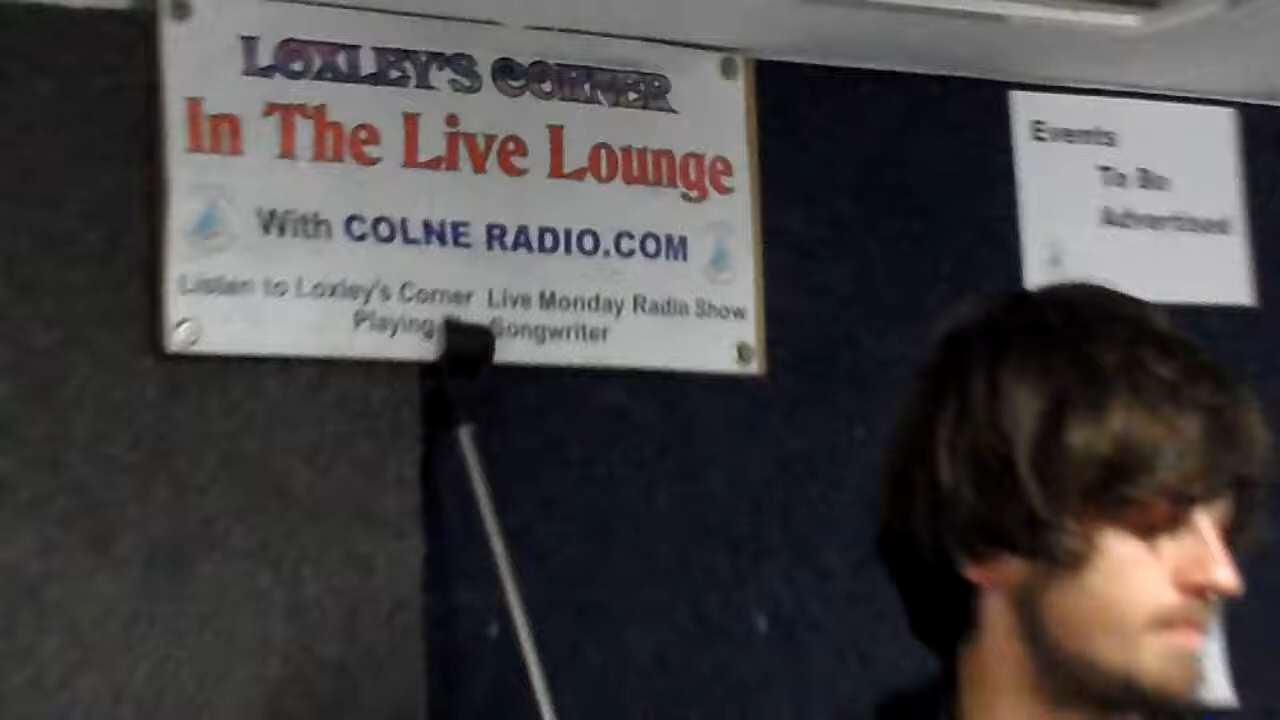 LOXLEY'S CORNER
In The Live Lounge
With COLNE RADIO.COM
Listen to Loxley's Corner Live Monday Radio Show
Playing Songwriter
Events
To Be
Advertised